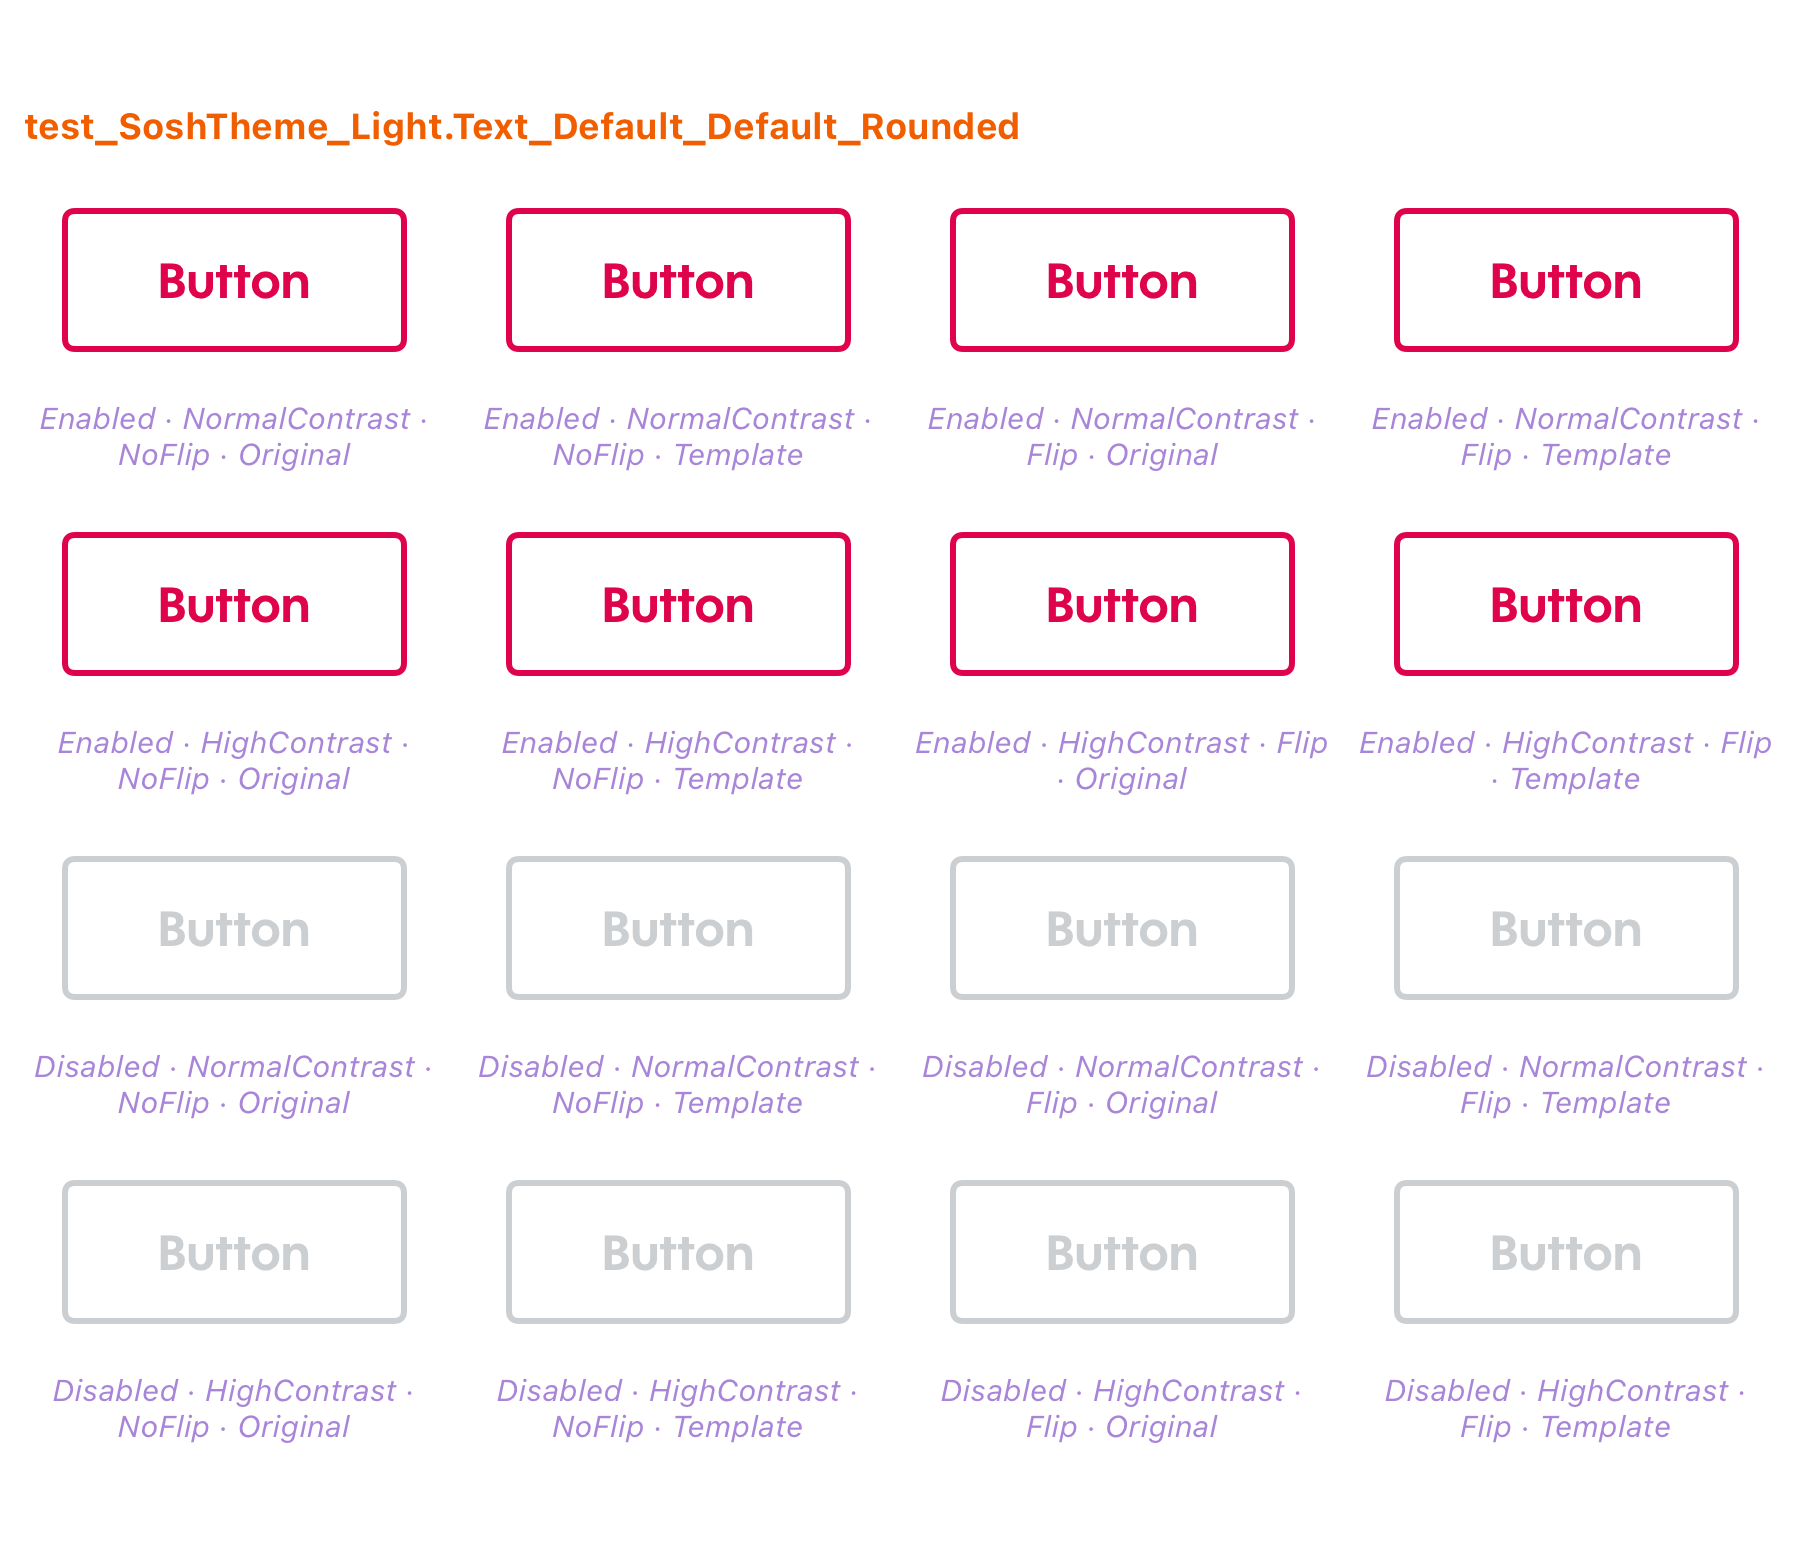 test_SoshTheme_Light.Text_Default_Default_Rounded
Button Button Button Button
Enabled · NormalContrast · Enabled · NormalContrast · Enabled · NormalContrast · Enabled · NormalContrast ·
NoFlip · Original NoFlip · Template Flip · Original Flip · Template
Button Button Button Button
Enabled · HighContrast · Enabled · HighContrast · Enabled · HighContrast · Flip Enabled · HighContrast · Flip
NoFlip · Original NoFlip · Template · Original · Template
Button Button Button Button
Disabled · NormalContrast · Disabled · NormalContrast · Disabled · NormalContrast · Disabled · NormalContrast ·
NoFlip · Original NoFlip · Template Flip · Original Flip · Template
Button Button Button Button
Disabled · HighContrast · Disabled · HighContrast · Disabled · HighContrast · Disabled · HighContrast ·
NoFlip · Original NoFlip · Template Flip · Original Flip · Template